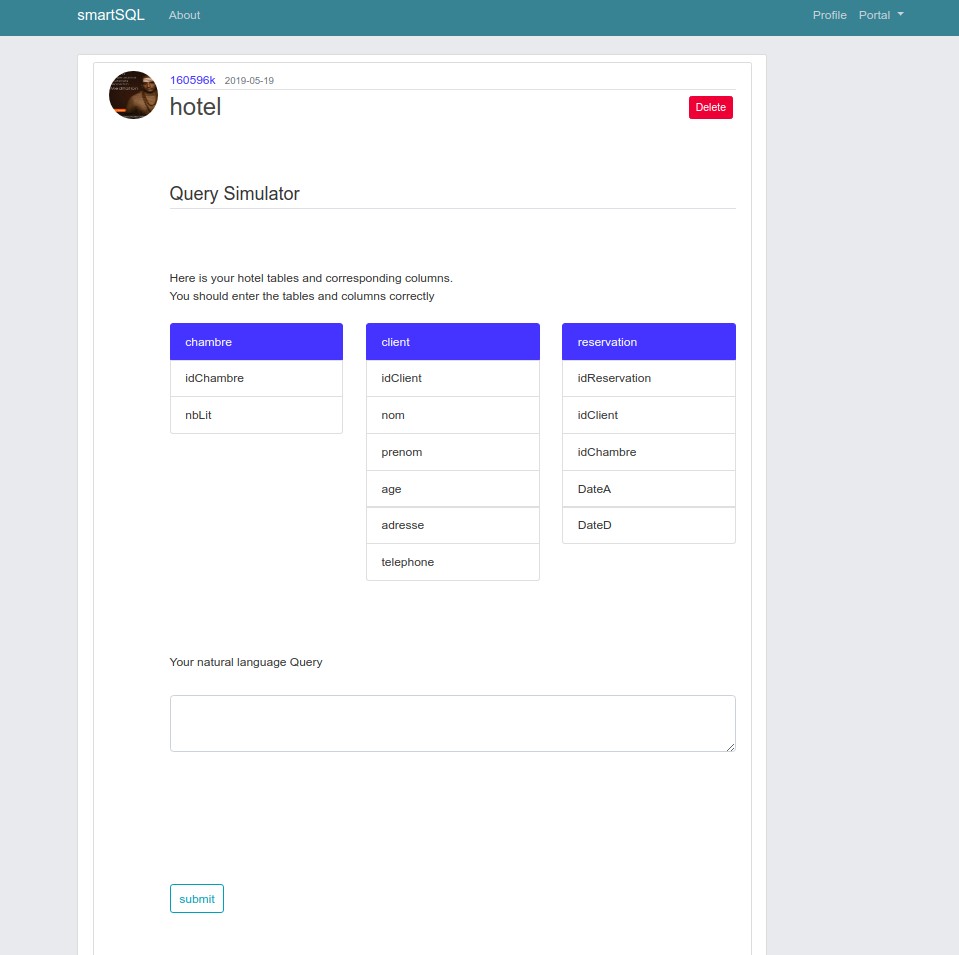 smartSQL About Profile Portal
160596k 2019-05-19
hotel
Delete
Query Simulator
Here is your hotel tables and corresponding columns.
You should enter the tables and columns correctly
chambre
idChambre
nbLit
client
idClient
nom
prenom
age
adresse
telephone
reservation
idReservation
idClient
idChambre
DateA
DateD
Your natural language Query
submit